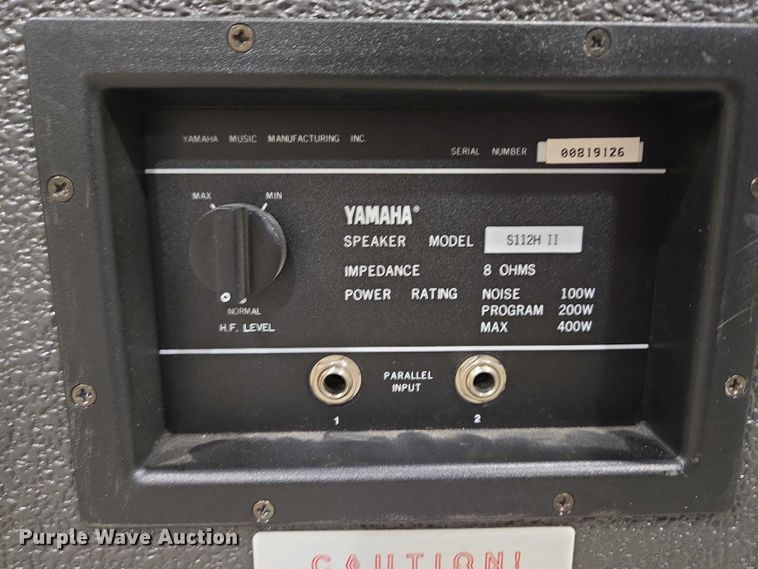 YAMAHA MUSIC MANUFACTURING INC.
SERIAL NUMBER 00819126
MAX MIN
NORMAL
H.F. LEVEL
YAMAHA®
SPEAKER MODEL S112H II
IMPEDANCE 8 OHMS
POWER RATING NOISE 100W
PROGRAM 200W
MAX 400W
PARALLEL
INPUT
1 2
Purple Wave Auction
CAUTION!